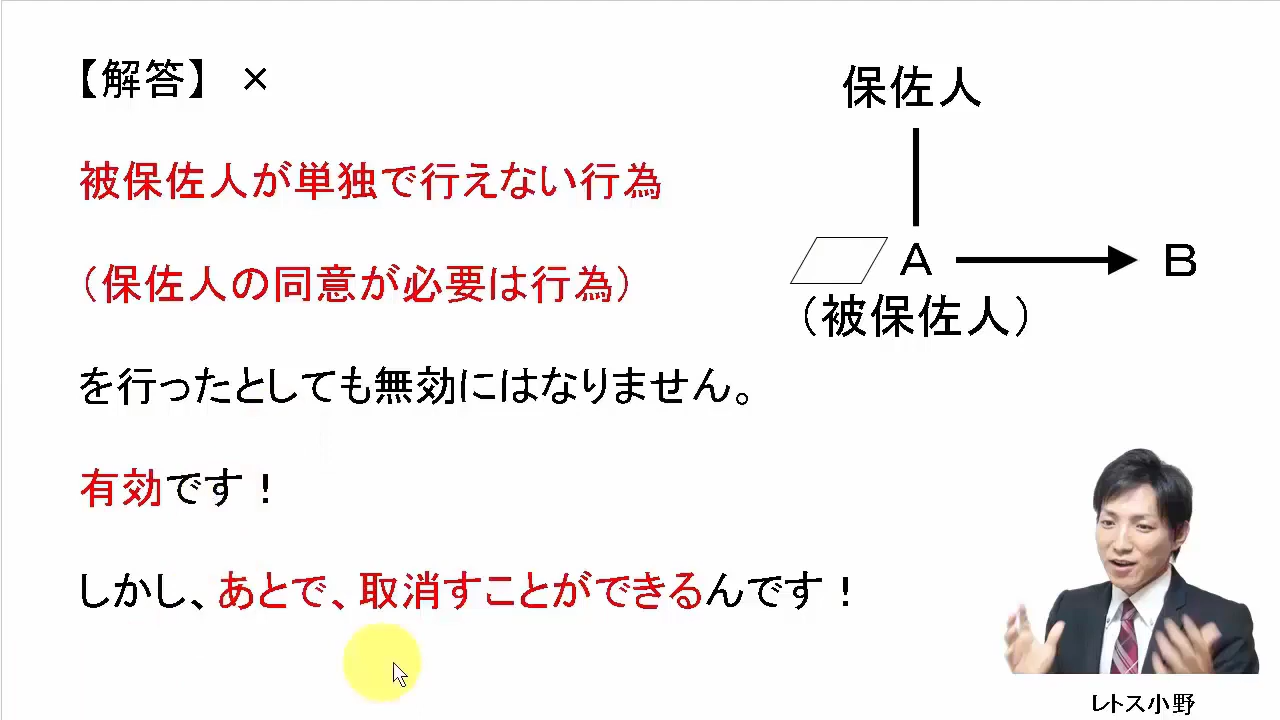 【解答】 ×
被保佐人が単独で行えない行為
（保佐人の同意が必要は行為）
を行ったとしても無効にはなりません。
有効です！
しかし、あとで、取消すことができるんです！
保佐人
A
B
（被保佐人）
レトス小野